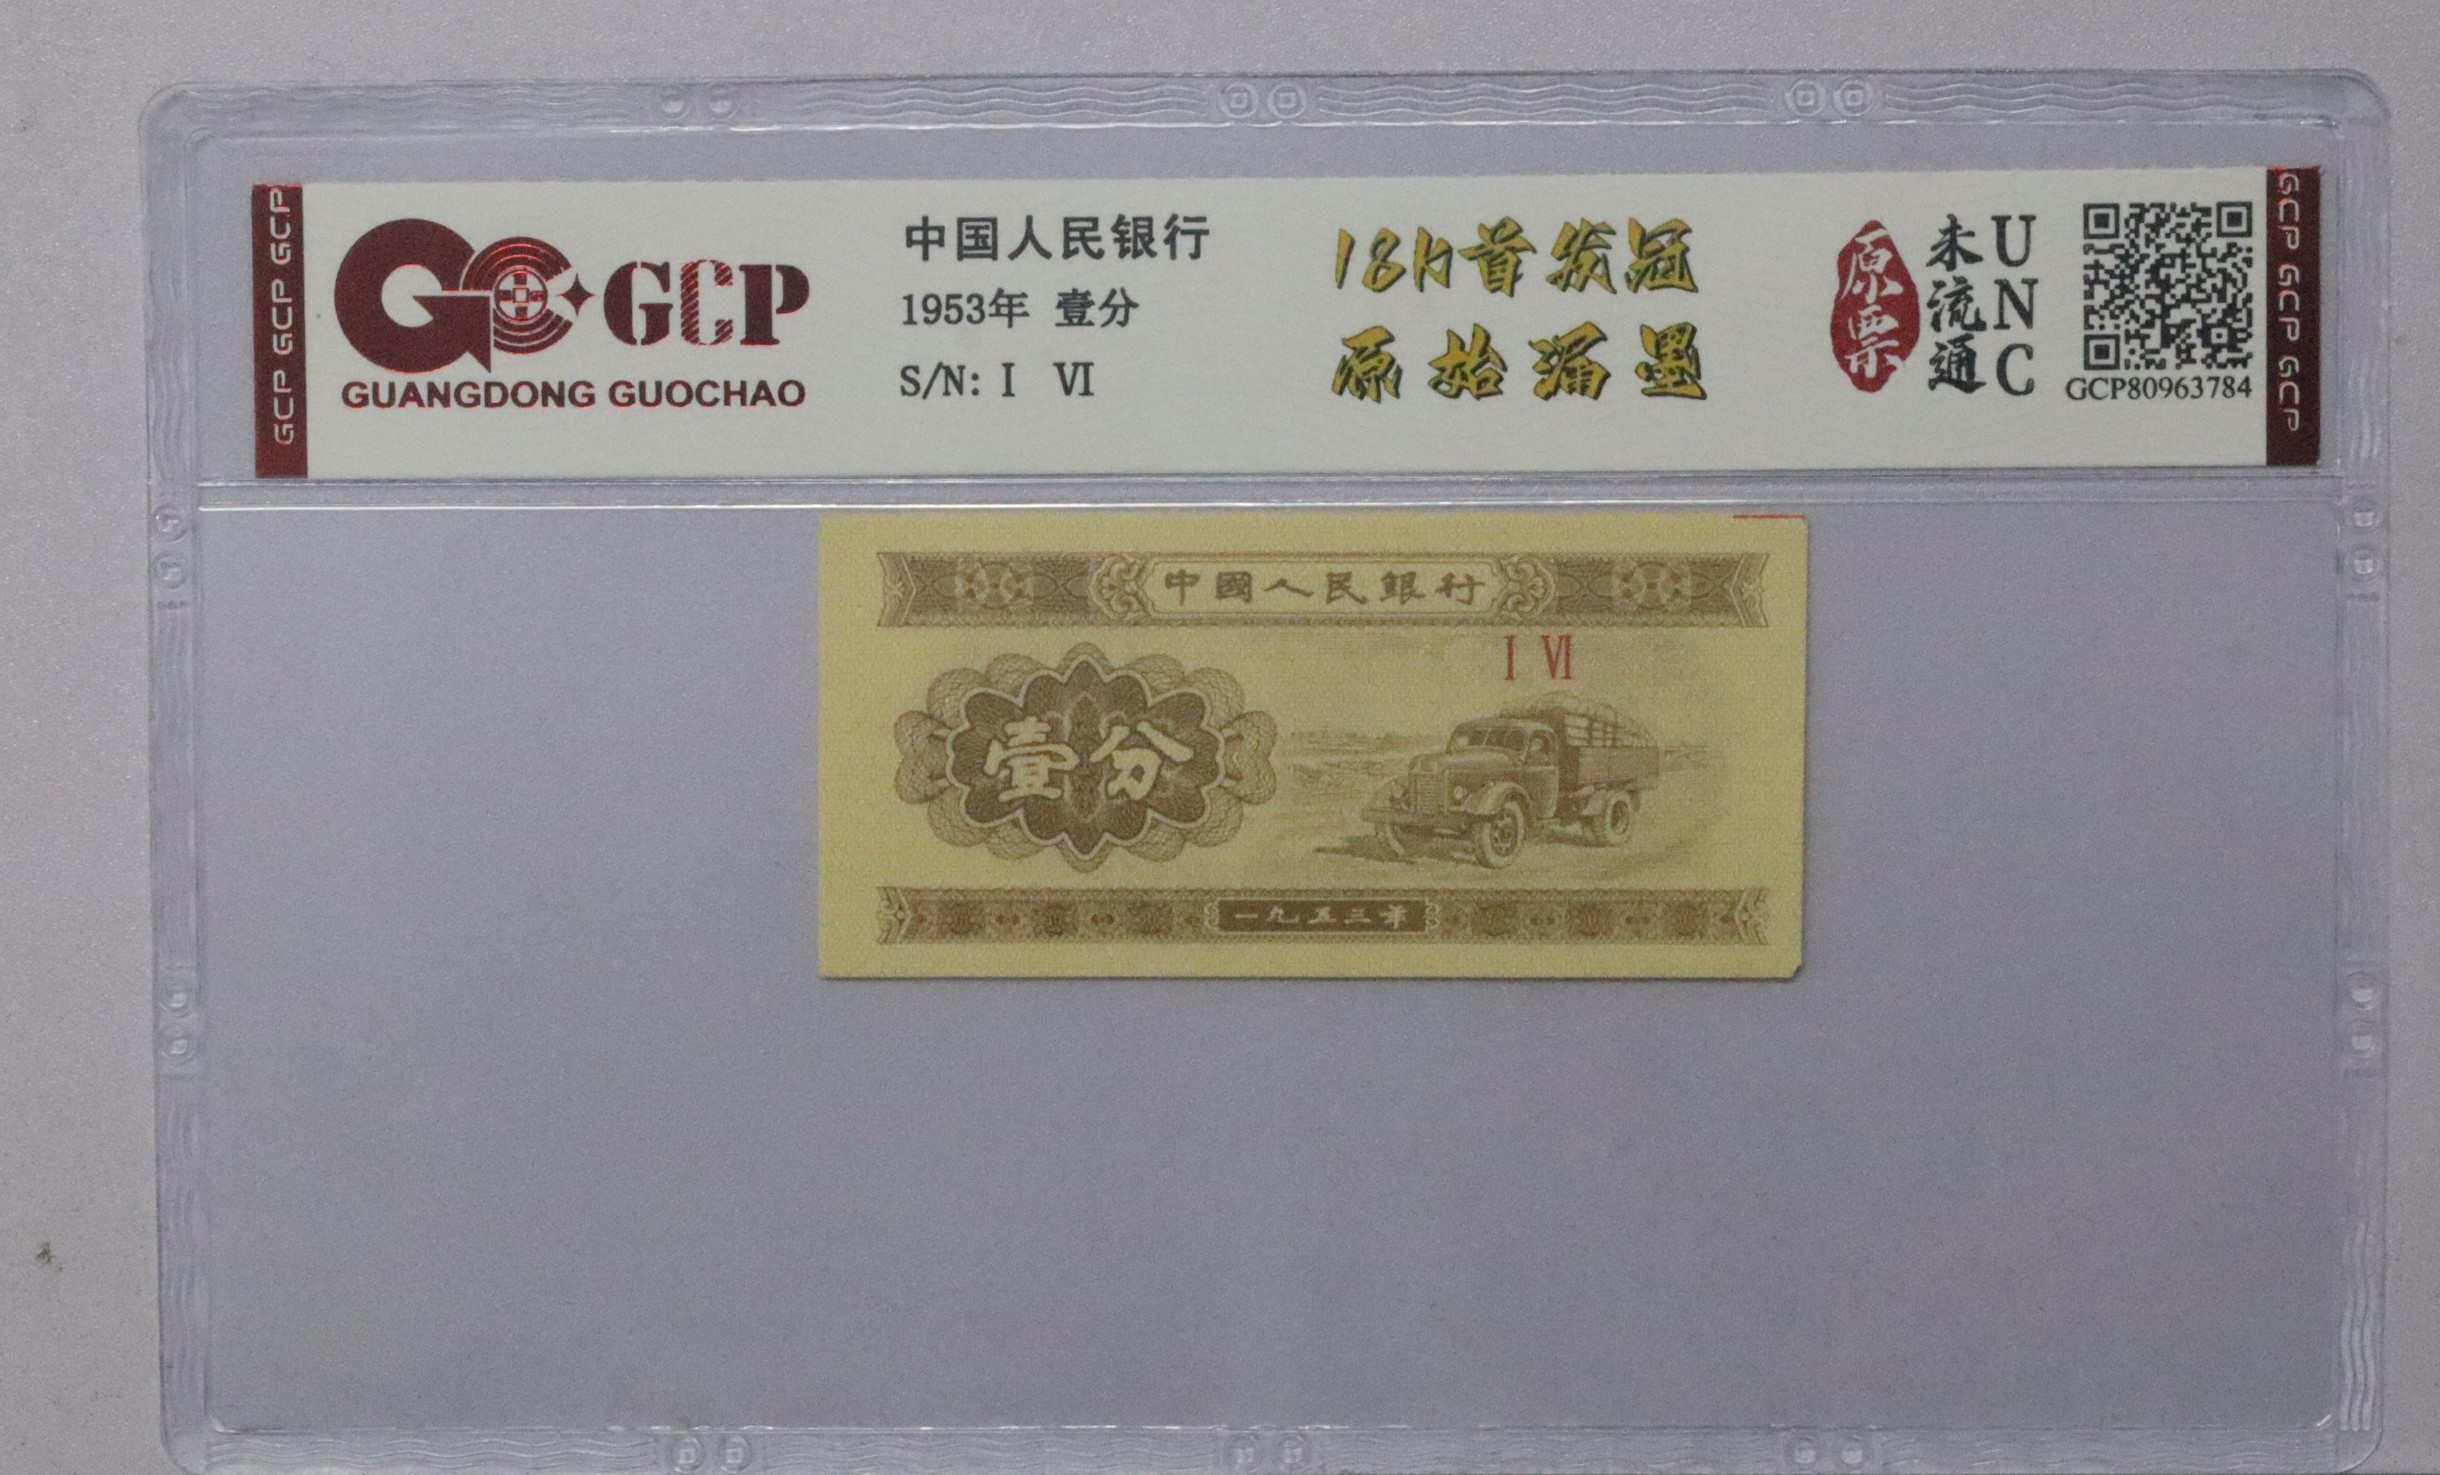 GCP GCP GCP
GCP
GUANGDONG GUOCHAO
中国人民银行
1953年 壹分
S/N: I VI
18K首发冠
原始漏墨
原票
未流通
UNC
GCP80963784
GCP GCP GCP
中國人民銀行
I VI
壹分
一九五三年